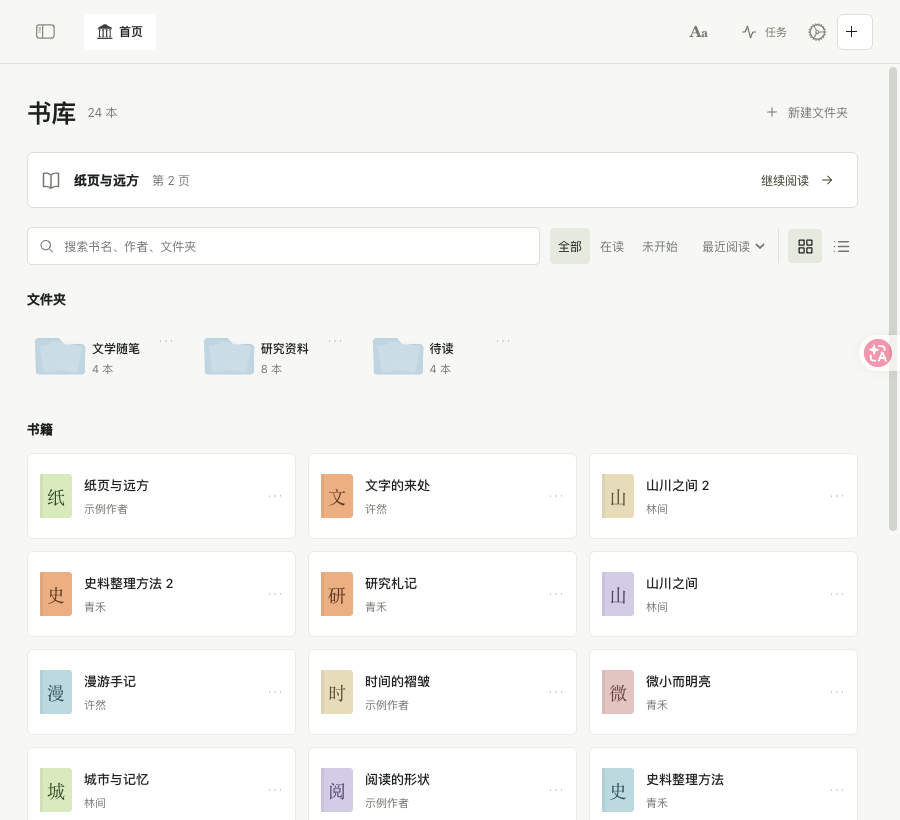 首页
Aa
任务
书库 24 本
新建文件夹
纸页与远方 第 2 页
继续阅读
搜索书名、作者、文件夹
全部 在读 未开始 最近阅读
文件夹
文学随笔
4 本
研究资料
8 本
待读
4 本
书籍
纸
纸页与远方
示例作者
文
文字的来处
许然
山
山川之间 2
林间
史
史料整理方法 2
青禾
研
研究札记
青禾
山
山川之间
林间
漫
漫游手记
许然
时
时间的褶皱
示例作者
微
微小而明亮
青禾
城
城市与记忆
林间
阅
阅读的形状
示例作者
史
史料整理方法
青禾